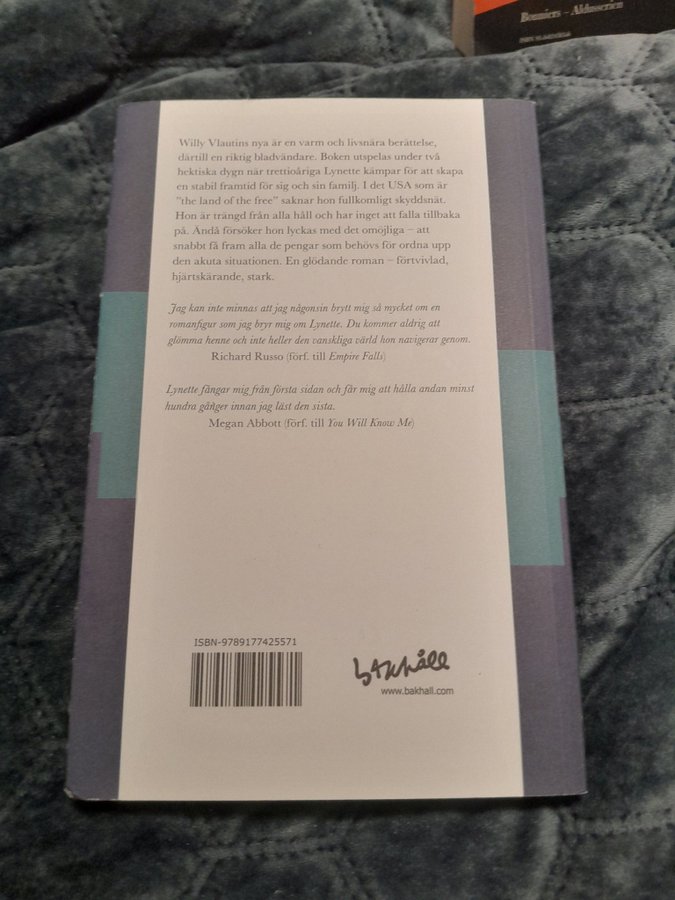 Bonniers – Aldusserien
Willy Vlautins nya är en varm och livsnära berättelse,
därtill en riktig bladvändare. Boken utspelas under två
hektiska dygn när trettioåriga Lynette kämpar för att skapa
en stabil framtid för sig och sin familj. I det USA som är
”the land of the free” saknar hon fullkomligt skyddsnät.
Hon är trängd från alla håll och har inget att falla tillbaka
på. Ändå försöker hon lyckas med det omöjliga – att
snabbt få fram alla de pengar som behövs för ordna upp
den akuta situationen. En glödande roman – förtvivlad,
hjärtskärande, stark.
Jag kan inte minnas att jag någonsin brytt mig så mycket om en
romanfigur som jag bryr mig om Lynette. Du kommer aldrig att
glömma henne och inte heller den vanskliga värld hon navigerar genom.
Richard Russo (förf. till Empire Falls)
Lynette fångar mig från första sidan och får mig att hålla andan minst
hundra gånger innan jag läst den sista.
Megan Abbott (förf. till You Will Know Me)
ISBN-9789177425571
bakhåll
www.bakhall.com